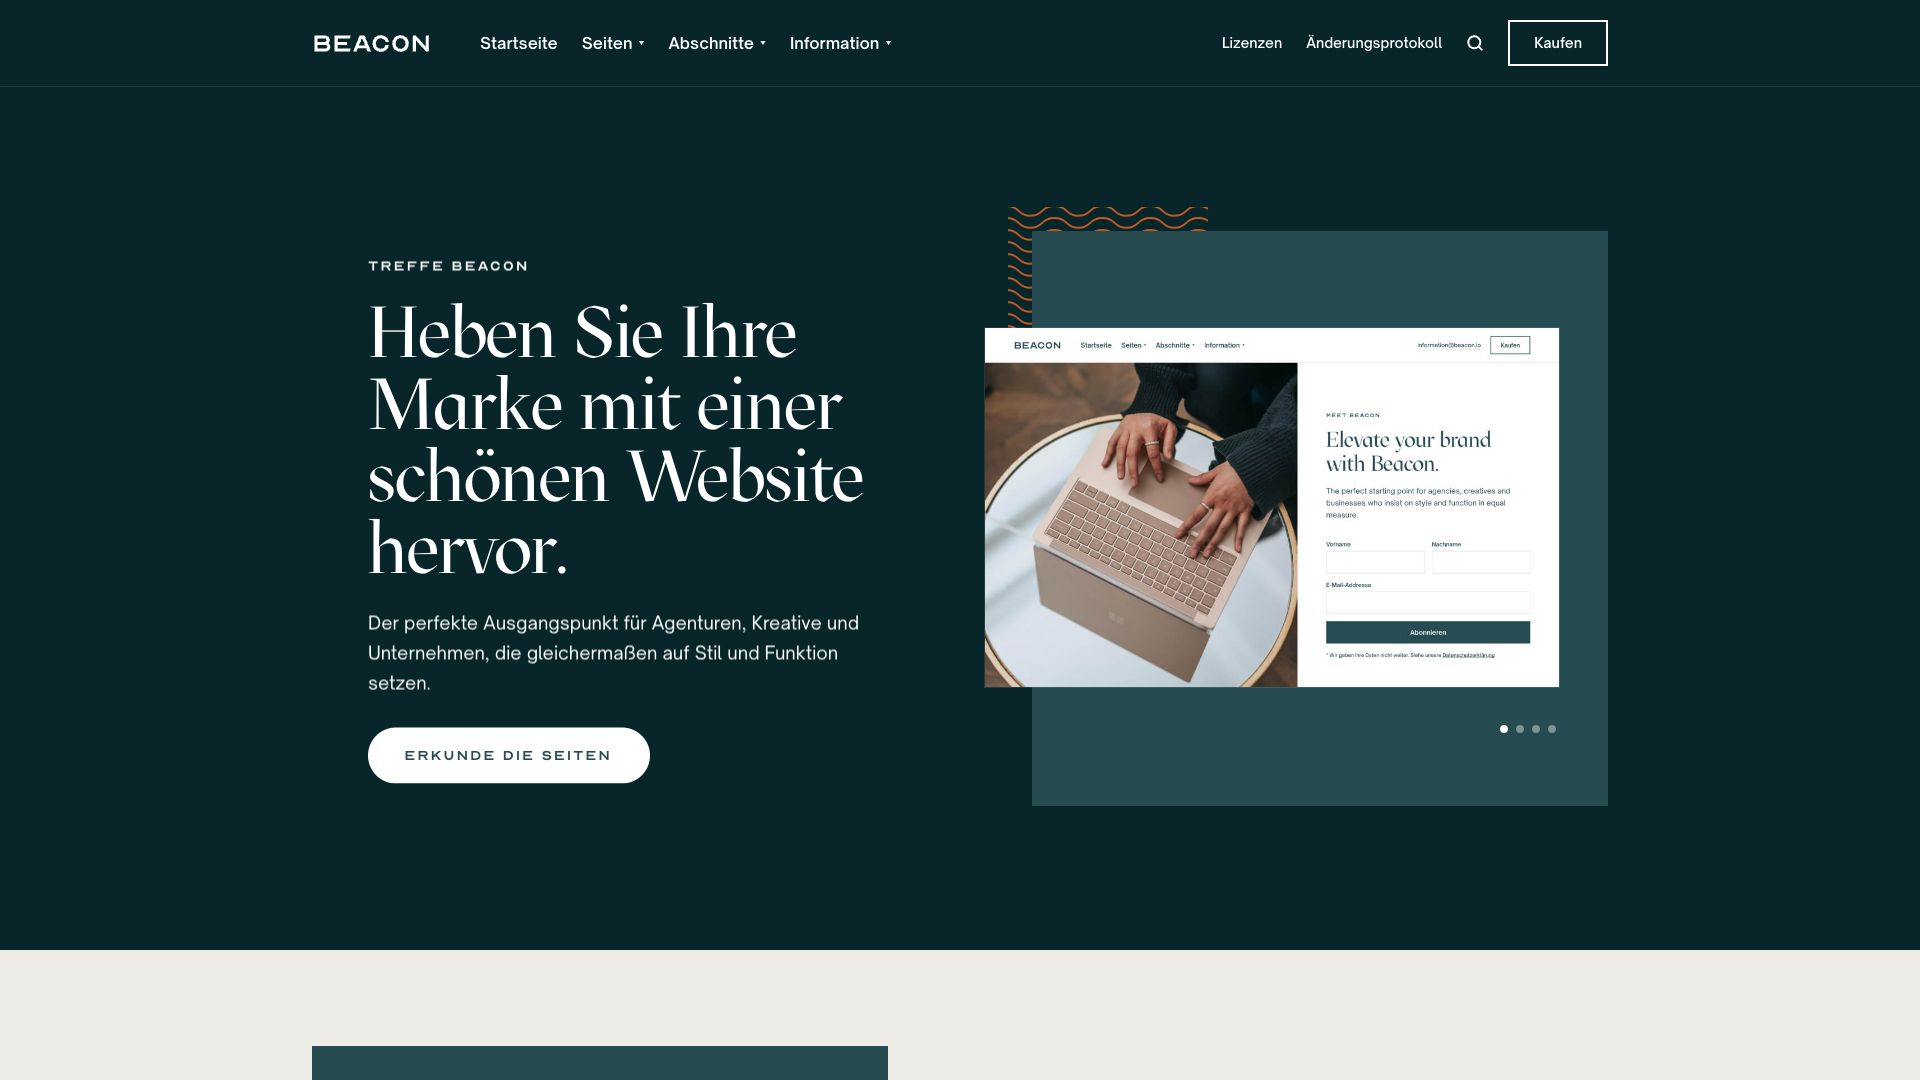 BEACON
Startseite
Seiten
Abschnitte
Information
Lizenzen
Änderungsprotokoll
Kaufen
TREFFE BEACON
Heben Sie Ihre
Marke mit einer
schönen Website
hervor.
Der perfekte Ausgangspunkt für Agenturen, Kreative und
Unternehmen, die gleichermaßen auf Stil und Funktion
setzen.
ERKUNDE DIE SEITEN
BEACON
Startseite
Seiten
Abschnitte
Information
information@beacon.io
Kaufen
MEET BEACON
Elevate your brand
with Beacon.
The perfect starting point for agencies, creatives and
businesses who insist on style and function in equal
measure.
Vorname
Nachname
E-Mail-Addresse
Abonnieren
* Wir geben Ihre Daten nicht weiter. Siehe unsere Datenschutzerklärung